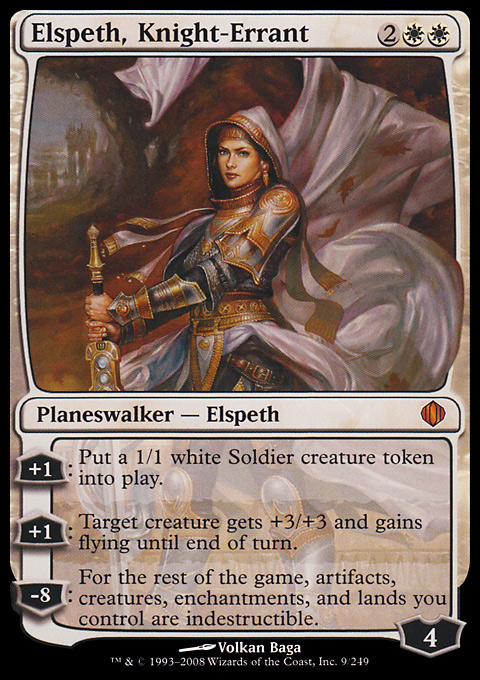 Elspeth, Knight-Errant 2
Planeswalker — Elspeth
+1: Put a 1/1 white Soldier creature token
into play.
+1: Target creature gets +3/+3 and gains
flying until end of turn.
-8: For the rest of the game, artifacts,
creatures, enchantments, and lands you
control are indestructible.
4
Volkan Baga
™ & © 1993–2008 Wizards of the Coast, Inc. 9/249